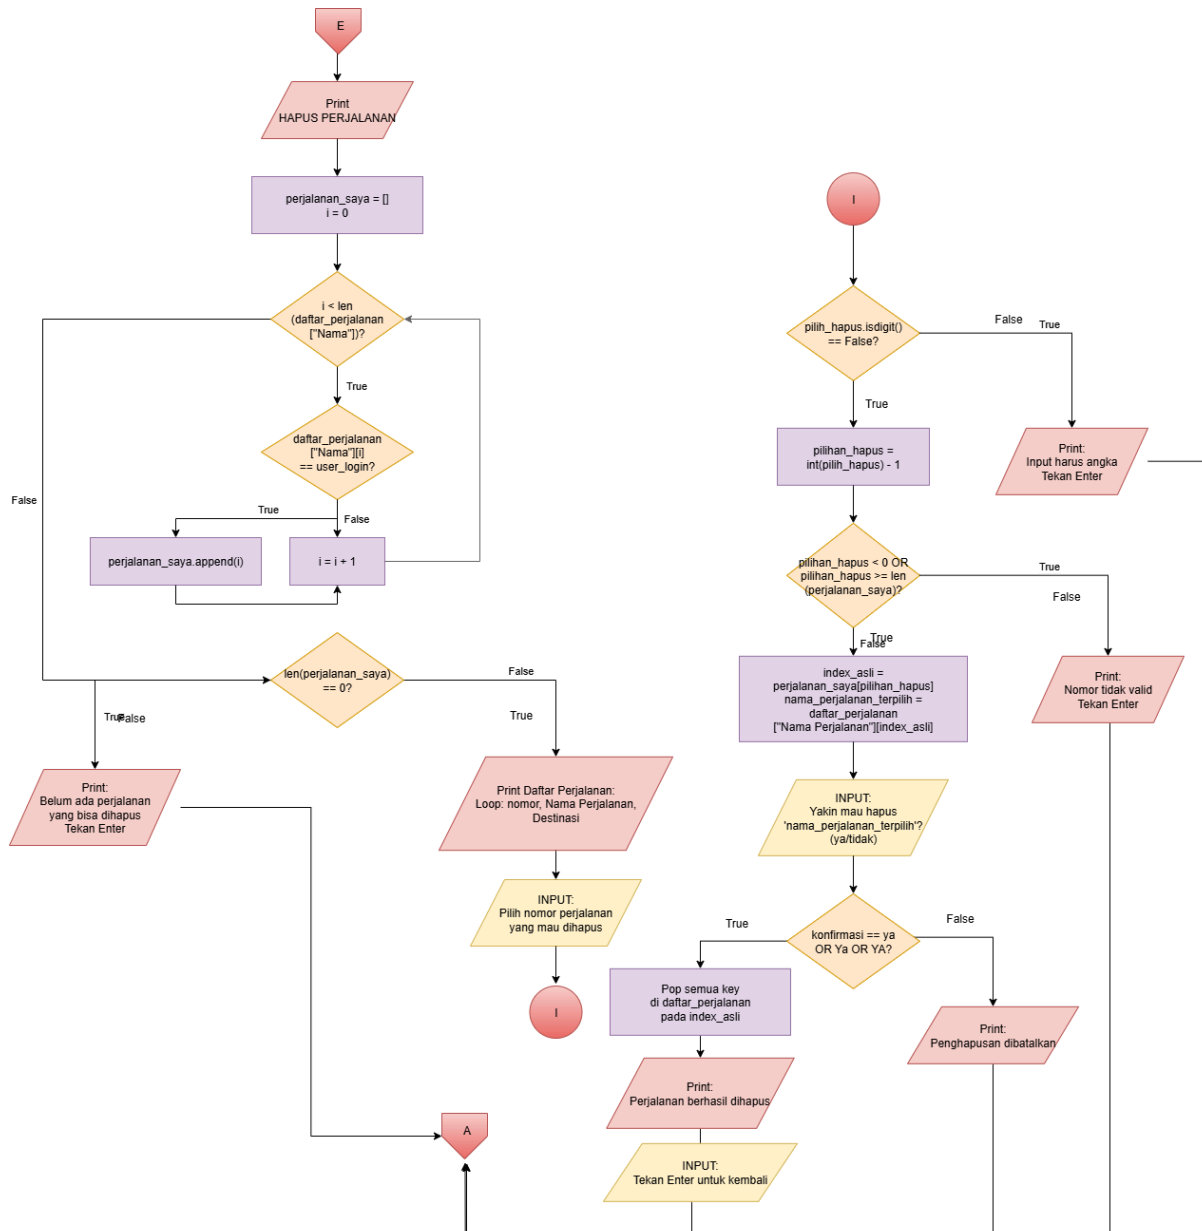 E
Print
HAPUS PERJALANAN
perjalanan_saya = []
i = 0
i < len
(daftar_perjalanan
["Nama"])?
True
False
daftar_perjalanan
["Nama"][i]
== user_login?
True
False
perjalanan_saya.append(i)
i = i + 1
len(perjalanan_saya)
== 0?
False
True
True
False
Print:
Belum ada perjalanan
yang bisa dihapus
Tekan Enter
Print Daftar Perjalanan:
Loop: nomor, Nama Perjalanan,
Destinasi
INPUT:
Pilih nomor perjalanan
yang mau dihapus
I
A
I
pilih_hapus.isdigit()
== False?
False
True
True
Print:
Input harus angka
Tekan Enter
pilihan_hapus =
int(pilih_hapus) - 1
pilihan_hapus < 0 OR
pilihan_hapus >= len
(perjalanan_saya)?
True
False
True
False
Print:
Nomor tidak valid
Tekan Enter
index_asli =
perjalanan_saya[pilihan_hapus]
nama_perjalanan_terpilih =
daftar_perjalanan
["Nama Perjalanan"][index_asli]
INPUT:
Yakin mau hapus
'nama_perjalanan_terpilih'?
(ya/tidak)
konfirmasi == ya
OR Ya OR YA?
True
False
Pop semua key
di daftar_perjalanan
pada index_asli
Print:
Penghapusan dibatalkan
Print:
Perjalanan berhasil dihapus
INPUT:
Tekan Enter untuk kembali